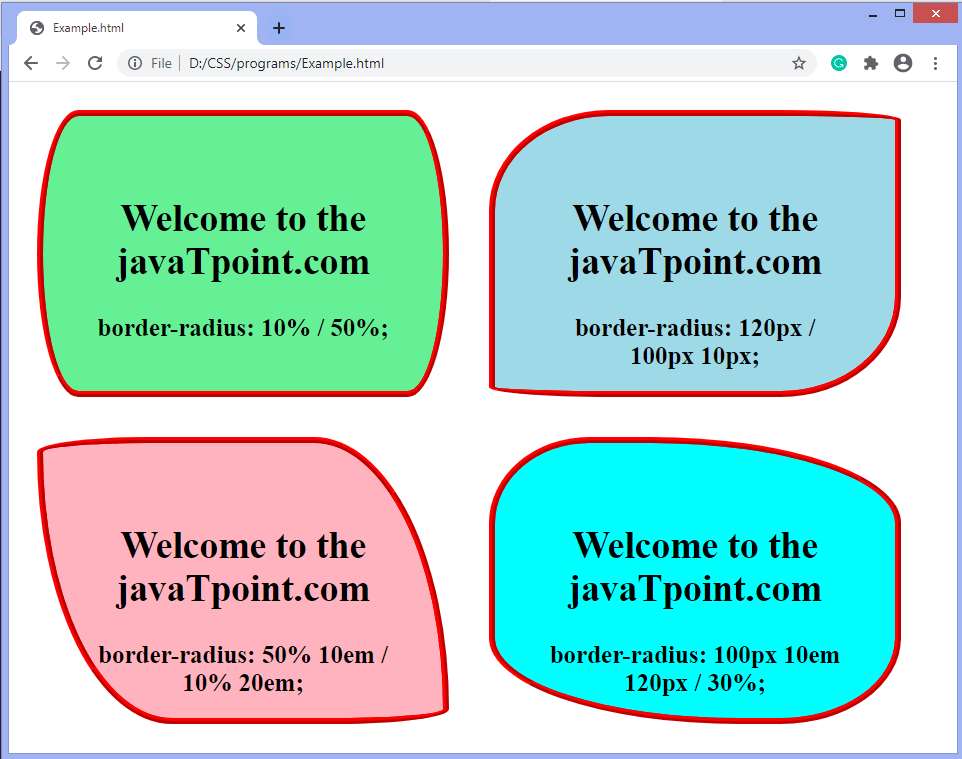 Example.html
File D:/CSS/programs/Example.html
Welcome to the
javaTpoint.com
border-radius: 10% / 50%;
Welcome to the
javaTpoint.com
border-radius: 120px /
100px 10px;
Welcome to the
javaTpoint.com
border-radius: 50% 10em /
10% 20em;
Welcome to the
javaTpoint.com
border-radius: 100px 10em
120px / 30%;